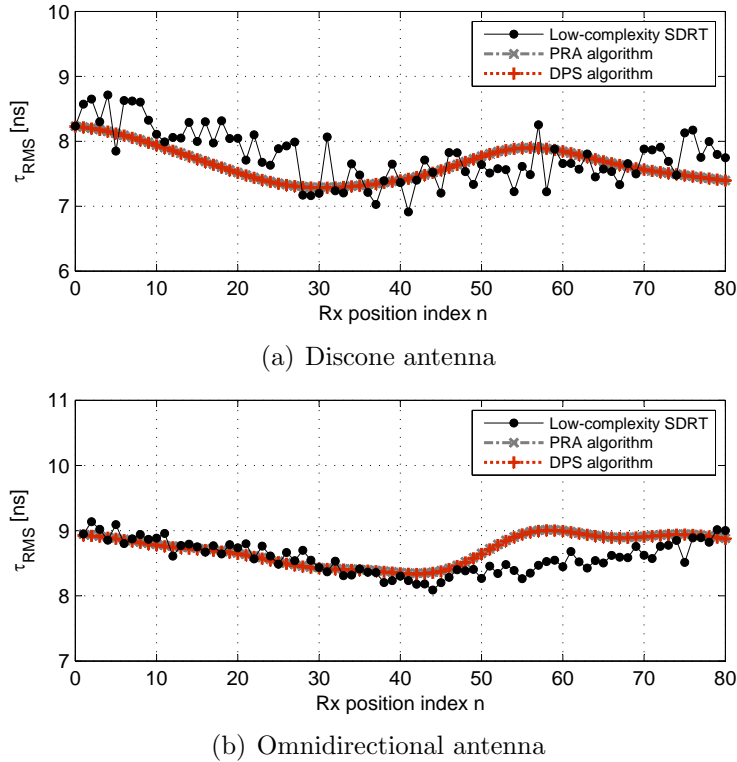 10
9
8
7
6
τRMS [ns]
Low-complexity SDRT
PRA algorithm
DPS algorithm
0 10 20 30 40 50 60 70 80
Rx position index n
(a) Discone antenna
11
10
9
8
7
τRMS [ns]
Low-complexity SDRT
PRA algorithm
DPS algorithm
0 10 20 30 40 50 60 70 80
Rx position index n
(b) Omnidirectional antenna